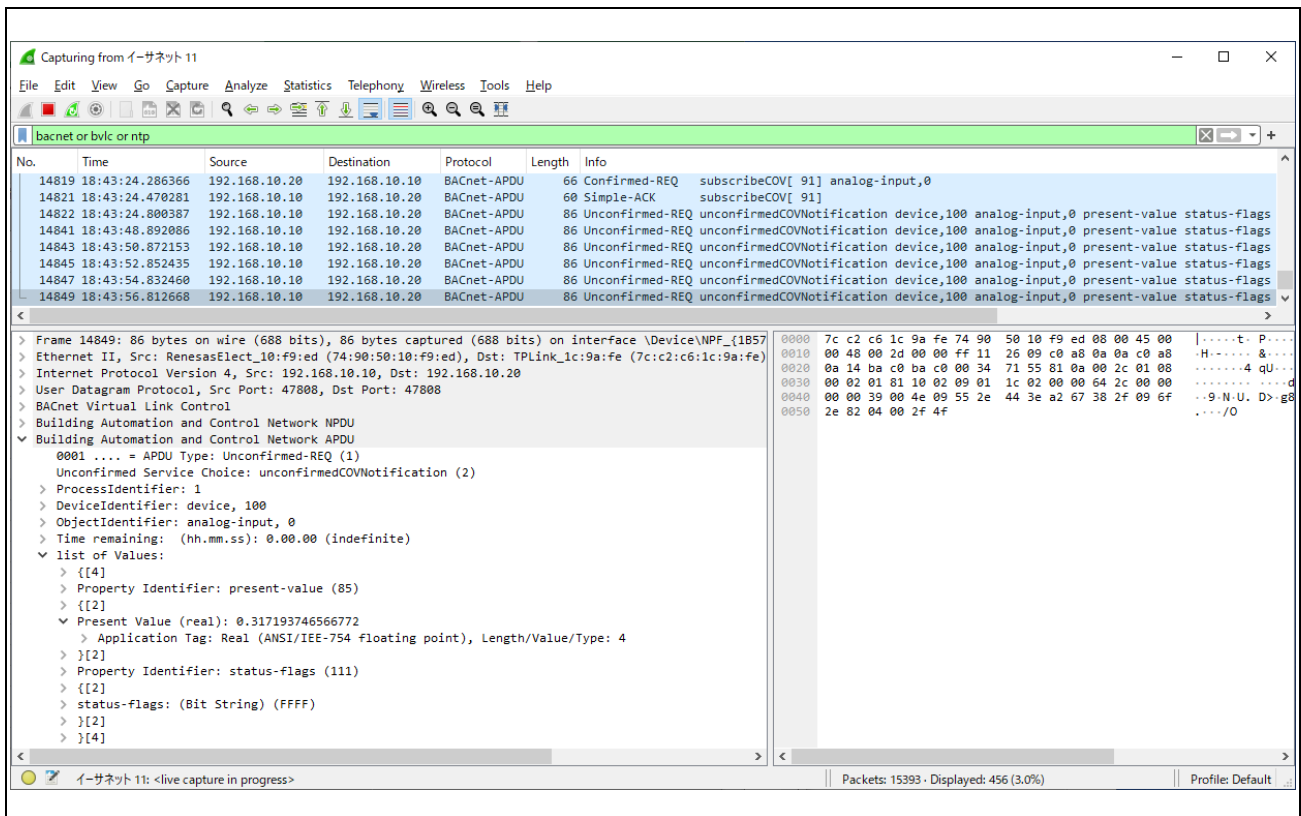 Capturing from イーサネット 11
File Edit View Go Capture Analyze Statistics Telephony Wireless Tools Help
bacnet or bvlc or ntp
No. Time Source Destination Protocol Length Info
14819 18:43:24.286366 192.168.10.20 192.168.10.10 BACnet-APDU 66 Confirmed-REQ subscribeCOV[ 91] analog-input,0
14821 18:43:24.470281 192.168.10.10 192.168.10.20 BACnet-APDU 60 Simple-ACK subscribeCOV[ 91]
14822 18:43:24.800387 192.168.10.10 192.168.10.20 BACnet-APDU 86 Unconfirmed-REQ unconfirmedCOVNotification device,100 analog-input,0 present-value status-flags
14841 18:43:48.892086 192.168.10.10 192.168.10.20 BACnet-APDU 86 Unconfirmed-REQ unconfirmedCOVNotification device,100 analog-input,0 present-value status-flags
14843 18:43:50.872153 192.168.10.10 192.168.10.20 BACnet-APDU 86 Unconfirmed-REQ unconfirmedCOVNotification device,100 analog-input,0 present-value status-flags
14845 18:43:52.852435 192.168.10.10 192.168.10.20 BACnet-APDU 86 Unconfirmed-REQ unconfirmedCOVNotification device,100 analog-input,0 present-value status-flags
14847 18:43:54.832460 192.168.10.10 192.168.10.20 BACnet-APDU 86 Unconfirmed-REQ unconfirmedCOVNotification device,100 analog-input,0 present-value status-flags
14849 18:43:56.812668 192.168.10.10 192.168.10.20 BACnet-APDU 86 Unconfirmed-REQ unconfirmedCOVNotification device,100 analog-input,0 present-value status-flags
Frame 14849: 86 bytes on wire (688 bits), 86 bytes captured (688 bits) on interface \Device\NPF_{1B57
Ethernet II, Src: RenesasElect_10:f9:ed (74:90:50:10:f9:ed), Dst: TPLink_1c:9a:fe (7c:c2:c6:1c:9a:fe)
Internet Protocol Version 4, Src: 192.168.10.10, Dst: 192.168.10.20
User Datagram Protocol, Src Port: 47808, Dst Port: 47808
BACnet Virtual Link Control
Building Automation and Control Network NPDU
Building Automation and Control Network APDU
0001 .... = APDU Type: Unconfirmed-REQ (1)
Unconfirmed Service Choice: unconfirmedCOVNotification (2)
ProcessIdentifier: 1
DeviceIdentifier: device, 100
ObjectIdentifier: analog-input, 0
Time remaining: (hh.mm.ss): 0.00.00 (indefinite)
list of Values:
{[4]
Property Identifier: present-value (85)
{[2]
Present Value (real): 0.317193746566772
Application Tag: Real (ANSI/IEE-754 floating point), Length/Value/Type: 4
}[2]
Property Identifier: status-flags (111)
{[2]
status-flags: (Bit String) (FFFF)
}[2]
}[4]
0000 7c c2 c6 1c 9a fe 74 90 50 10 f9 ed 08 00 45 00 |·····t· P·····E·
0010 00 48 00 2d 00 00 ff 11 26 09 c0 a8 0a 0a c0 a8 ·H·-···· &·······
0020 0a 14 ba c0 ba c0 00 34 71 55 81 0a 00 2c 01 08 ·······4 qU···,··
0030 00 02 01 81 10 02 09 01 1c 02 00 00 64 2c 00 00 ········ ····d,··
0040 00 00 39 00 4e 09 55 2e 44 3e a2 67 38 2f 09 6f ··9·N·U. D>·g8/·o
0050 2e 82 04 00 2f 4f .···/O
イーサネット 11: <live capture in progress>
Packets: 15393 · Displayed: 456 (3.0%)
Profile: Default